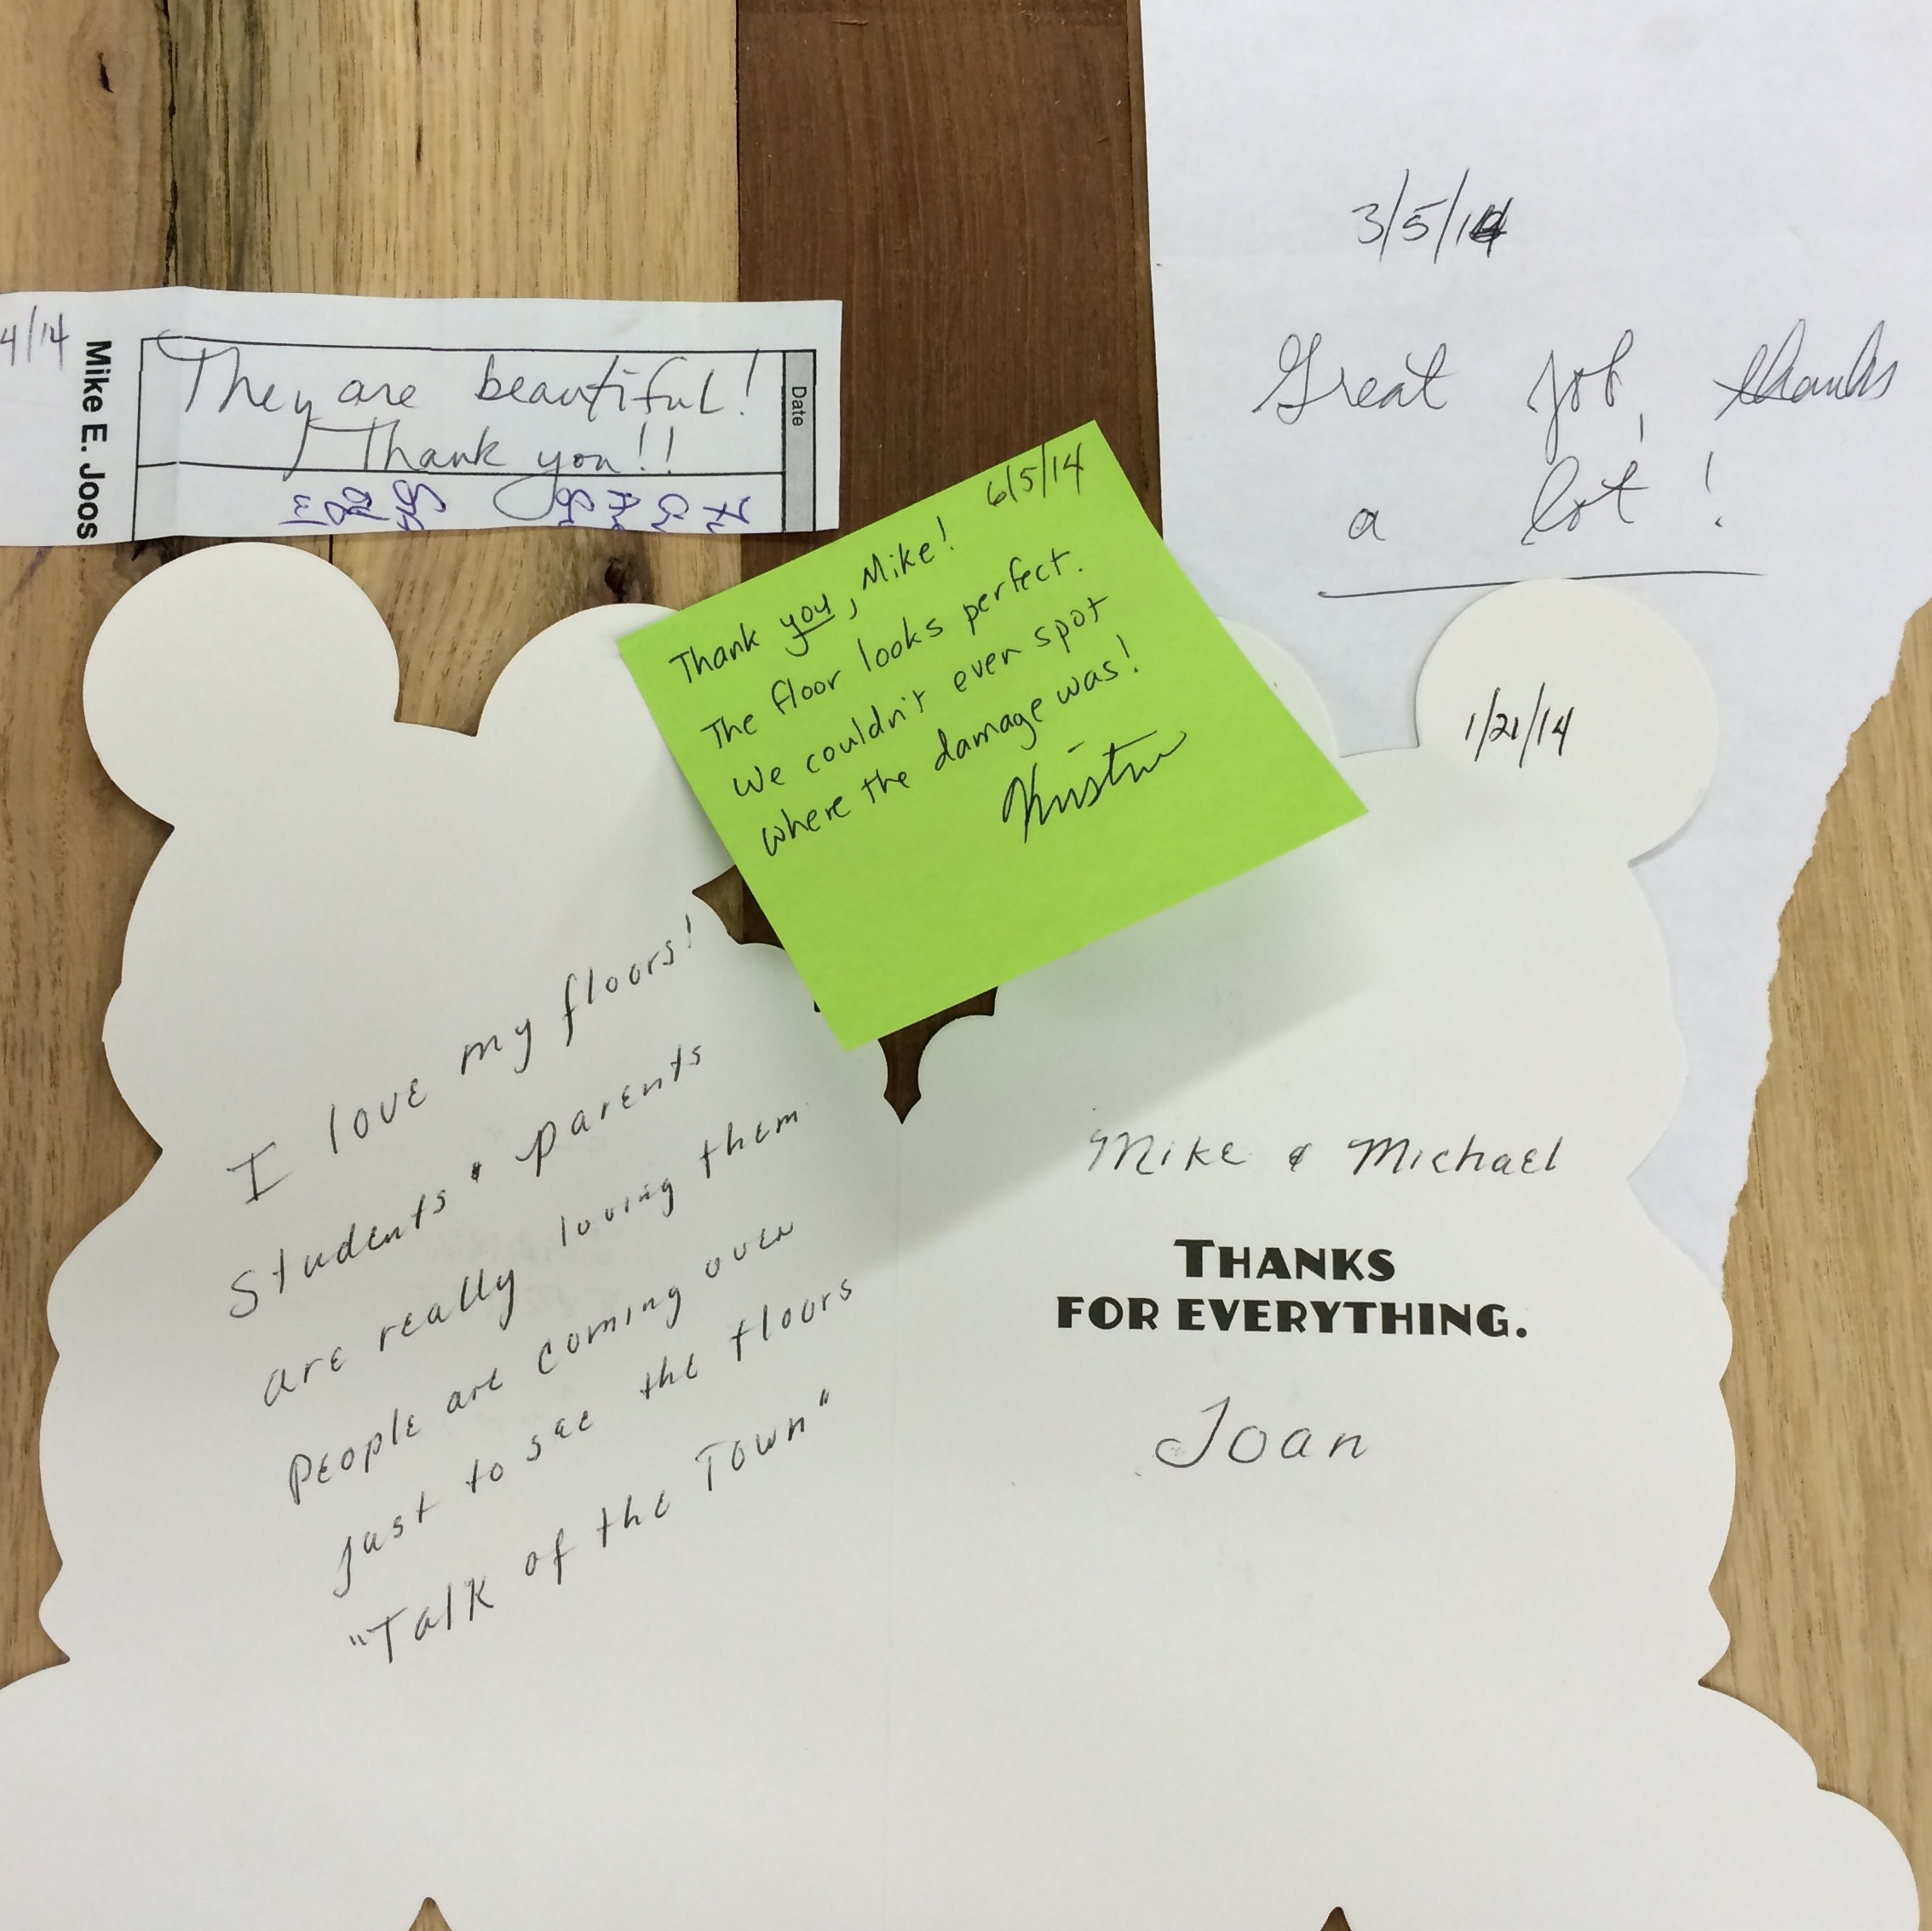 4/14
Mike E. Joos
They are beautiful!
Thank you!!
Date
3/5/14
Great job, thanks
a lot!
6/5/14
Thank you, Mike!
The floor looks perfect.
We couldn't even spot
where the damage was!
1/21/14
I love my floors!
Students & parents
are really loving them
People are coming over
just to see the floors
"Talk of the Town"
Mike & Michael
THANKS
FOR EVERYTHING.
Joan